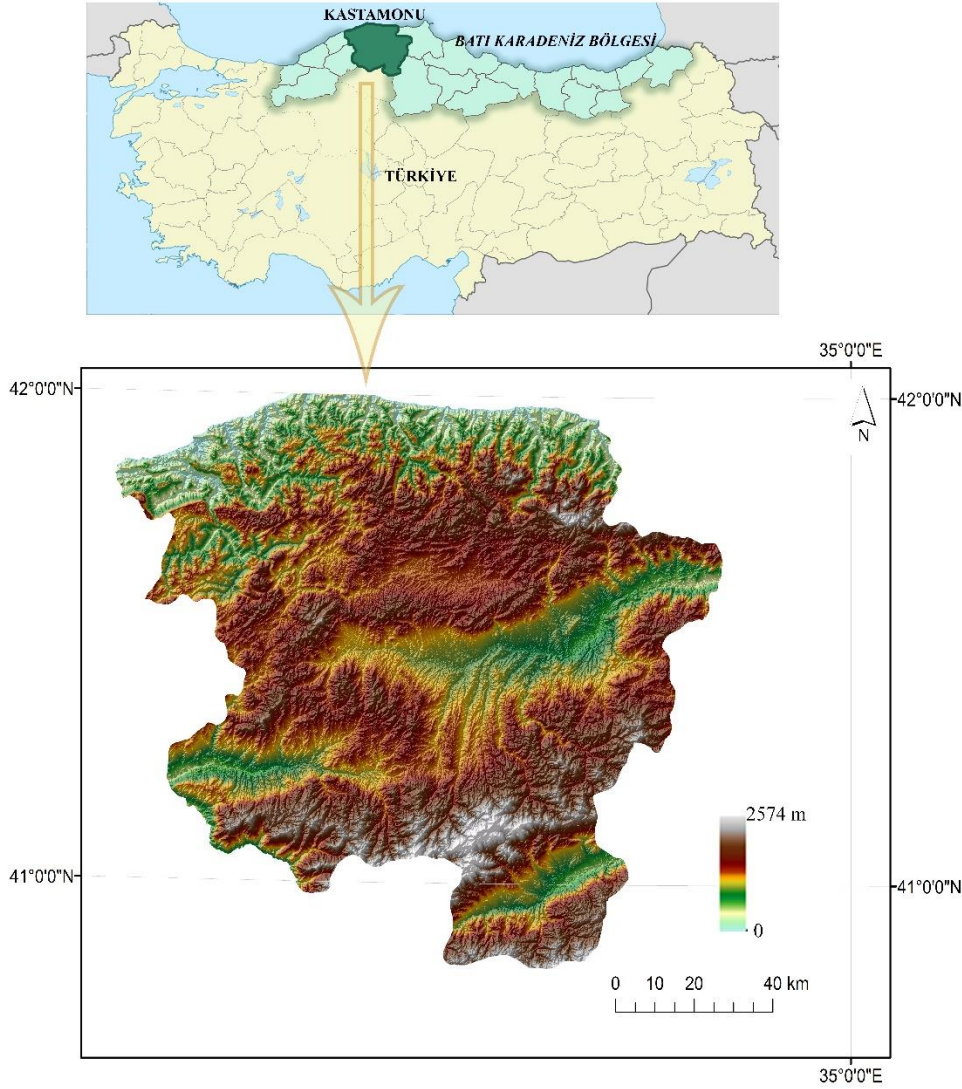 KASTAMONU
BATI KARADENİZ BÖLGESİ
TÜRKİYE
35°0'0"E
42°0'0"N
42°0'0"N
N
2574 m
0
41°0'0"N
41°0'0"N
0 10 20 40 km
35°0'0"E